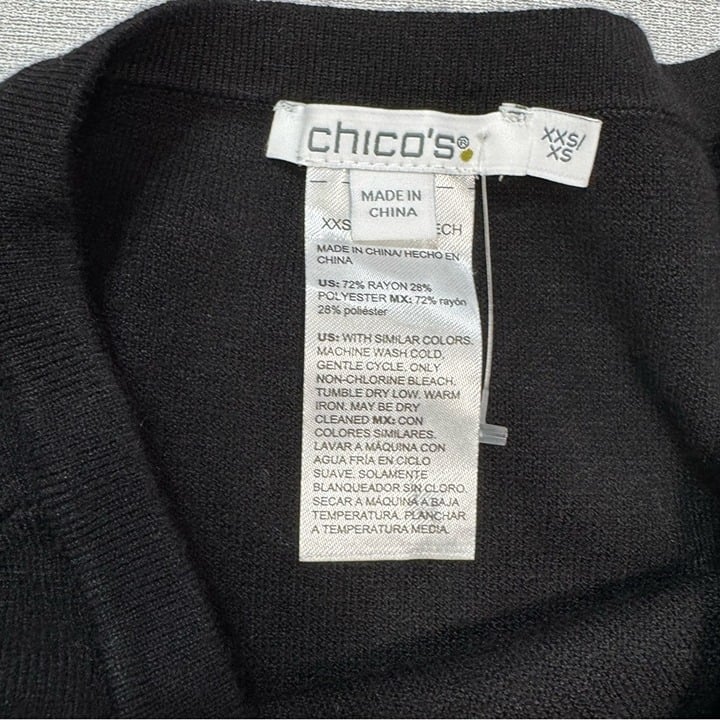 chico's®
XXS/
XS
MADE IN
CHINA
XXS ECH
MADE IN CHINA/ HECHO EN
CHINA
US: 72% RAYON 28%
POLYESTER MX: 72% rayón
28% poliéster
US: WITH SIMILAR COLORS.
MACHINE WASH COLD,
GENTLE CYCLE. ONLY
NON-CHLORINE BLEACH.
TUMBLE DRY LOW. WARM
IRON. MAY BE DRY
CLEANED MX: CON
COLORES SIMILARES.
LAVAR A MÁQUINA CON
AGUA FRÍA EN CICLO
SUAVE. SOLAMENTE
BLANQUEADOR SIN CLORO.
SECAR A MÁQUINA A BAJA
TEMPERATURA. PLANCHAR
A TEMPERATURA MEDIA.